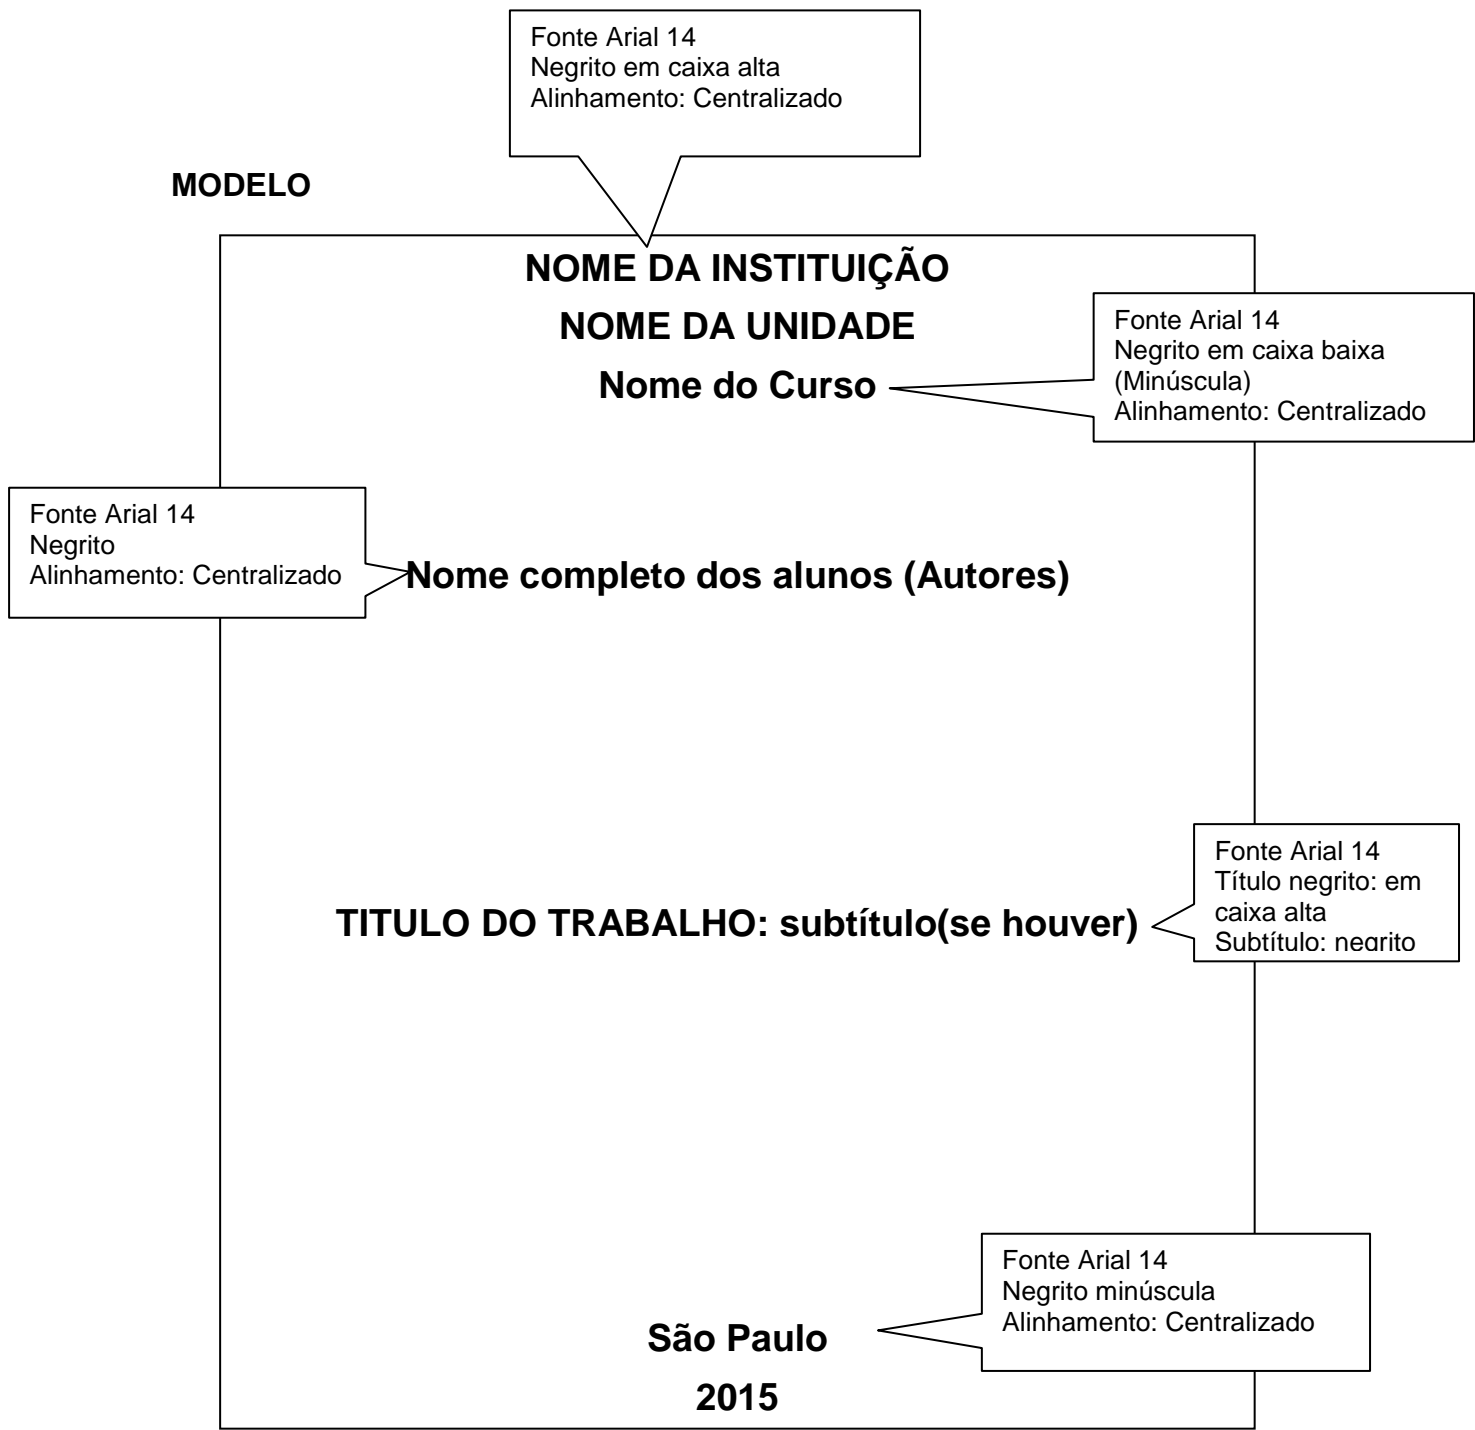 Fonte Arial 14
Negrito em caixa alta
Alinhamento: Centralizado
MODELO
NOME DA INSTITUIÇÃO
NOME DA UNIDADE
Nome do Curso
Fonte Arial 14
Negrito em caixa baixa
(Minúscula)
Alinhamento: Centralizado
Fonte Arial 14
Negrito
Alinhamento: Centralizado
Nome completo dos alunos (Autores)
Fonte Arial 14
Título negrito: em
caixa alta
Subtítulo: negrito
TITULO DO TRABALHO: subtítulo(se houver)
Fonte Arial 14
Negrito minúscula
Alinhamento: Centralizado
São Paulo
2015